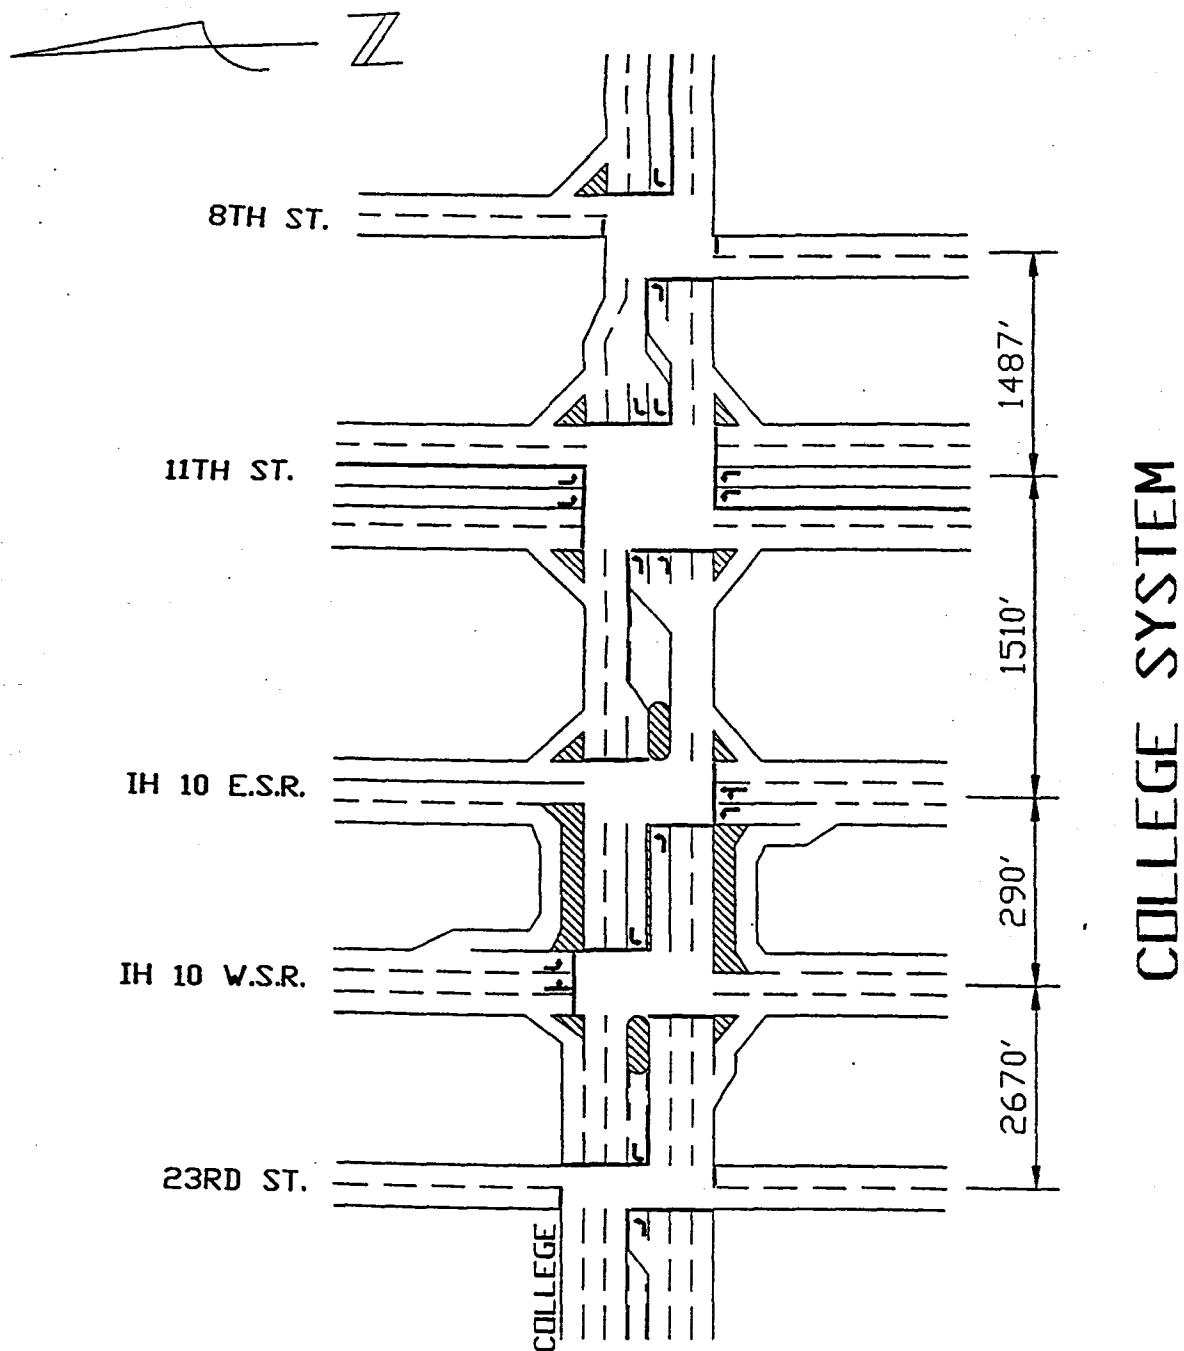 N
8TH ST.
1487'
11TH ST.
1510'
IH 10 E.S.R.
290'
IH 10 W.S.R.
2670'
23RD ST.
COLLEGE
COLLEGE SYSTEM